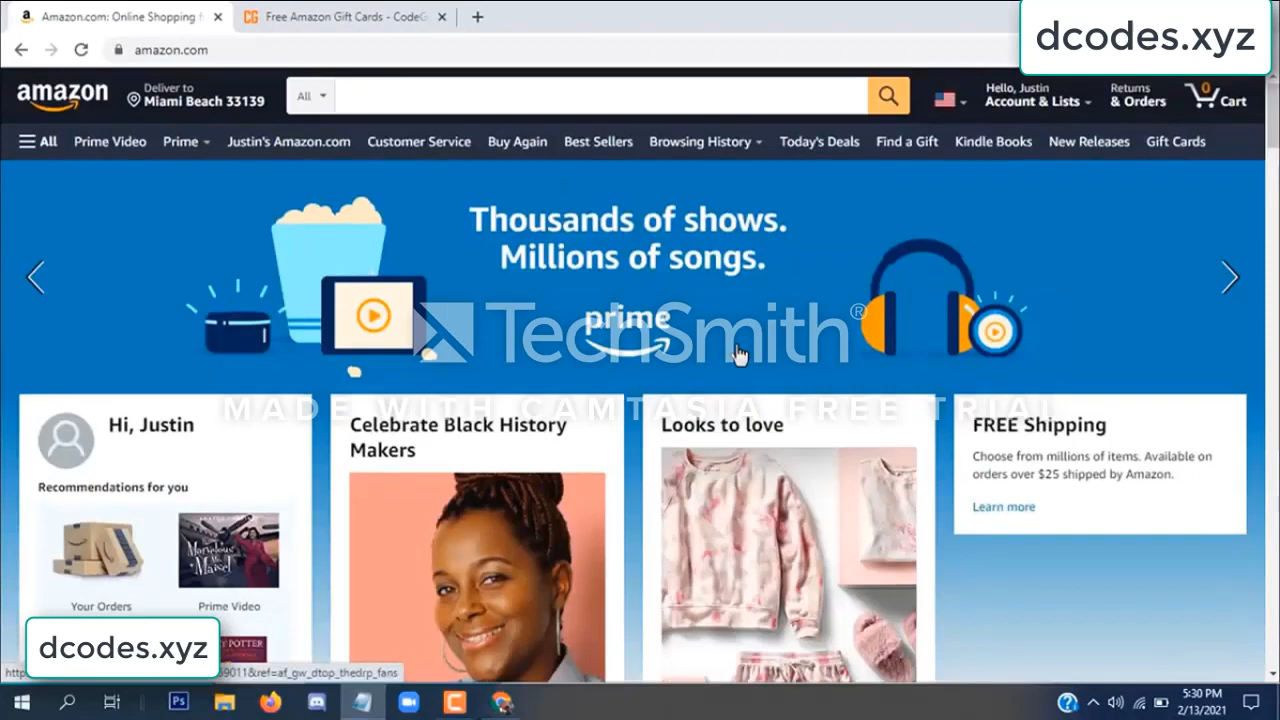 Amazon.com: Online Shopping f
Free Amazon Gift Cards - CodeG
dcodes.xyz
amazon.com
amazon
Deliver to
Miami Beach 33139
All
Hello, Justin
Account & Lists
Returns
& Orders
0
Cart
All
Prime Video
Prime
Justin's Amazon.com
Customer Service
Buy Again
Best Sellers
Browsing History
Today's Deals
Find a Gift
Kindle Books
New Releases
Gift Cards
Thousands of shows.
Millions of songs.
prime
TechSmith®
MADE WITH CAMTASIA FREE TRIAL
Hi, Justin
Recommendations for you
Your Orders
Prime Video
Celebrate Black History
Makers
Looks to love
FREE Shipping
Choose from millions of items. Available on
orders over $25 shipped by Amazon.
Learn more
dcodes.xyz
9011&ref=af_gw_dtop_thedrp_fans
Ps
5:30 PM
2/13/2021